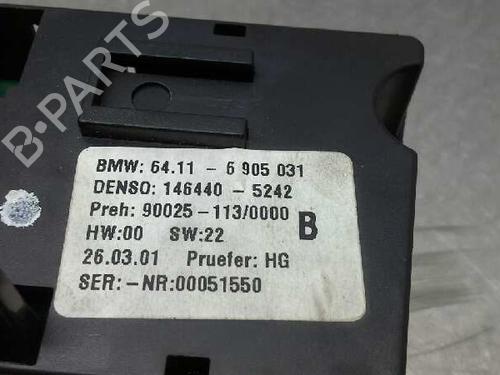 B-PARTS
BMW: 64.11 - 6 905 031
DENSO: 146440 - 5242
Preh: 90025-113/0000 B
HW:00 SW:22
26.03.01 Pruefer: HG
SER:-NR:00051550